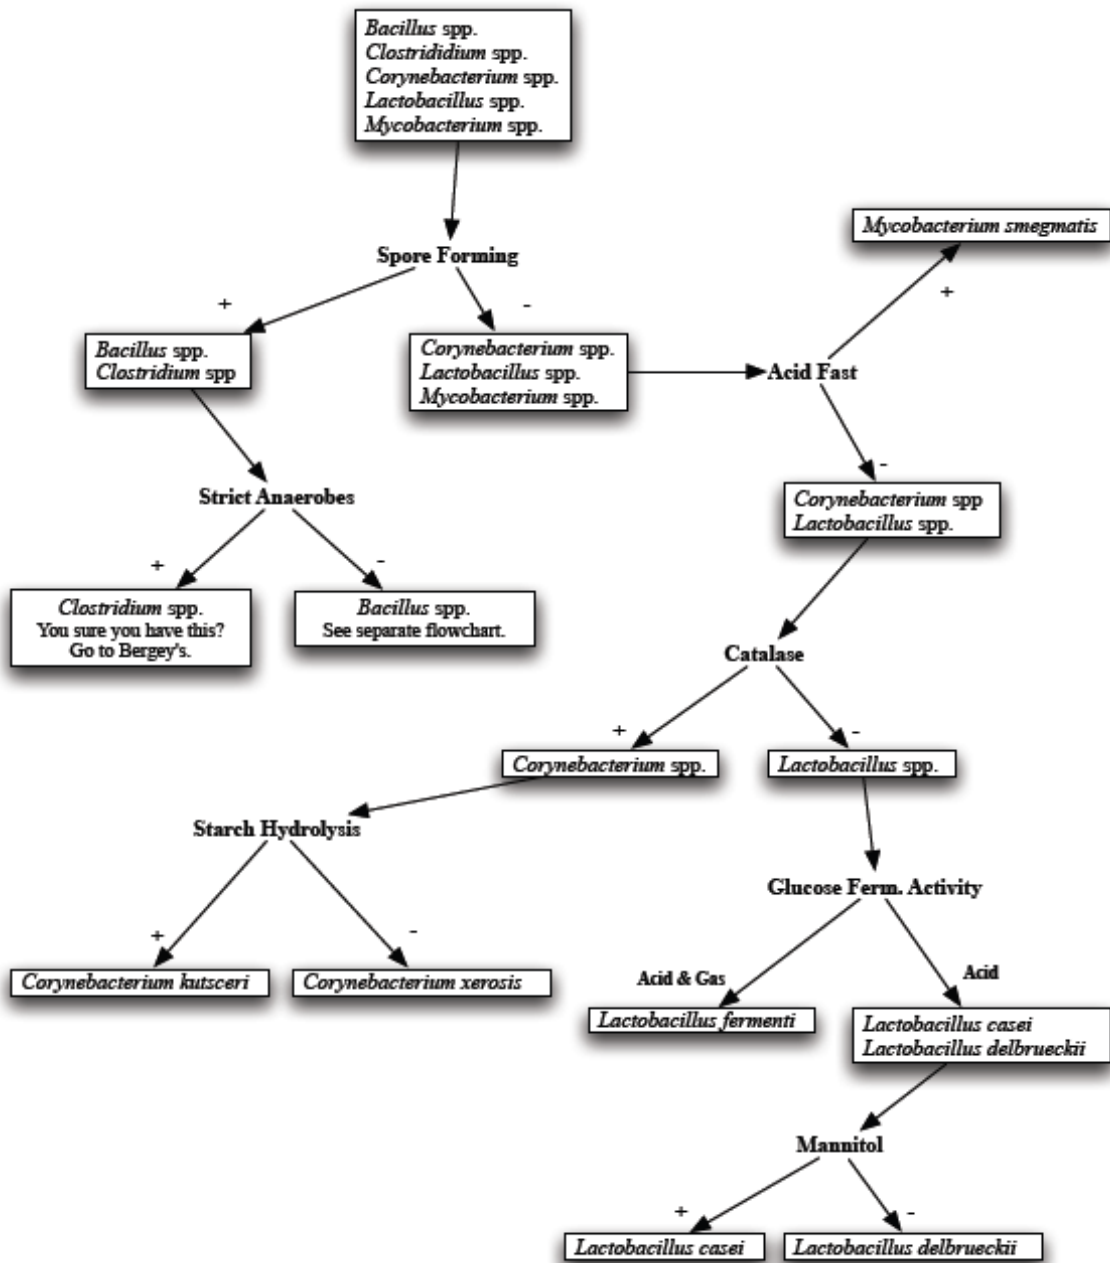 Bacillus spp.
Clostrididium spp.
Corynebacterium spp.
Lactobacillus spp.
Mycobacterium spp.
Mycobacterium smegmatis
Spore Forming
+
-
+
Bacillus spp.
Clostridium spp
Corynebacterium spp.
Lactobacillus spp.
Mycobacterium spp.
Acid Fast
-
Strict Anaerobes
Corynebacterium spp
Lactobacillus spp.
+
-
Clostridium spp.
You sure you have this?
Go to Bergey's.
Bacillus spp.
See separate flowchart.
Catalase
+
-
Corynebacterium spp.
Lactobacillus spp.
Starch Hydrolysis
Glucose Ferm. Activity
+
-
Corynebacterium kutsceri
Corynebacterium xerosis
Acid & Gas
Acid
Lactobacillus fermenti
Lactobacillus casei
Lactobacillus delbrueckii
Mannitol
+
-
Lactobacillus casei
Lactobacillus delbrueckii